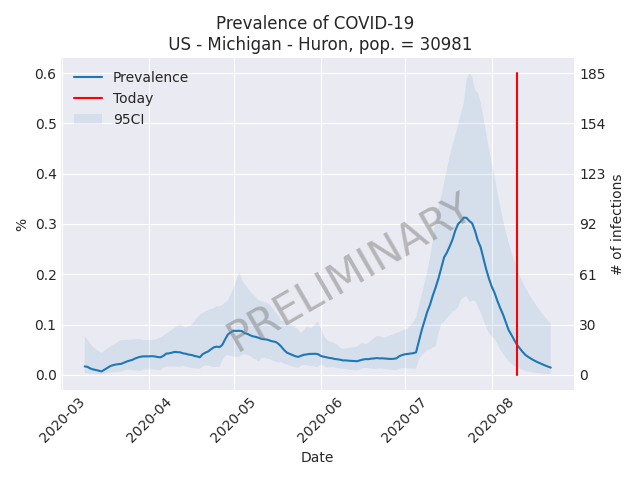 Prevalence of COVID-19
US - Michigan - Huron, pop. = 30981
Prevalence
Today
95CI
PRELIMINARY
%
0.6
0.5
0.4
0.3
0.2
0.1
0.0
185
154
123
92
61
30
0
# of infections
2020-03
2020-04
2020-05
2020-06
2020-07
2020-08
Date